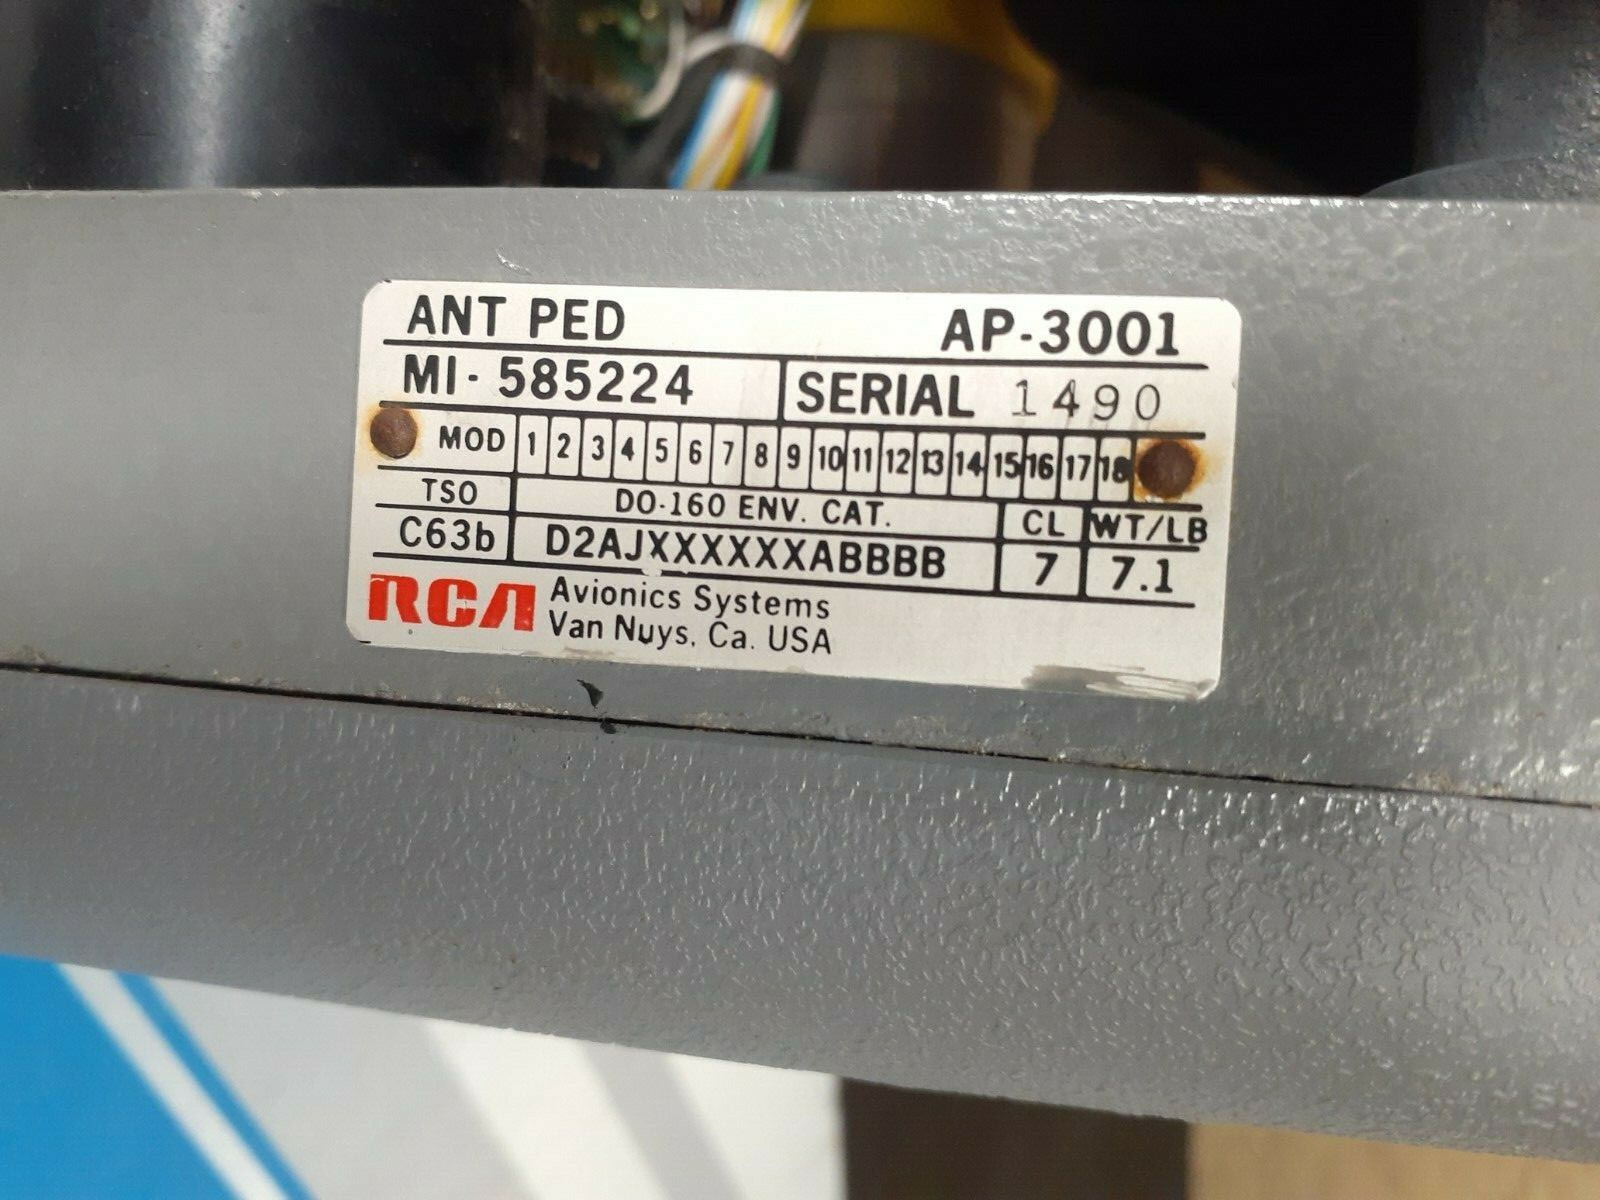 ANT PED AP-3001
MI-585224 SERIAL 1490
MOD 1 2 3 4 5 6 7 8 9 10 11 12 13 14 15 16 17 18
TSO DO-160 ENV. CAT. CL WT/LB
C63b D2AJXXXXXXABBBB 7 7.1
RCA Avionics Systems
Van Nuys, Ca. USA